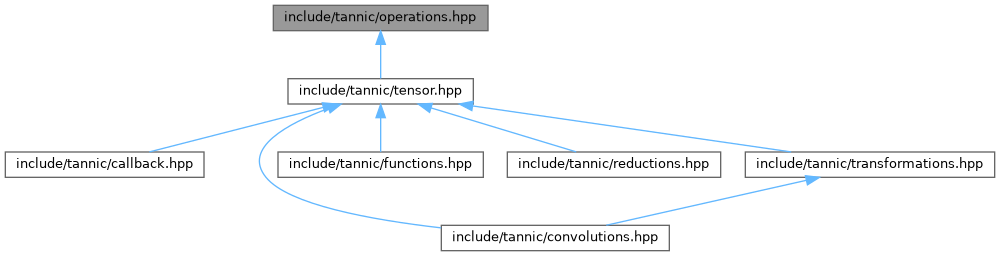 include/tannic/operations.hpp
include/tannic/tensor.hpp
include/tannic/callback.hpp
include/tannic/functions.hpp
include/tannic/reductions.hpp
include/tannic/transformations.hpp
include/tannic/convolutions.hpp